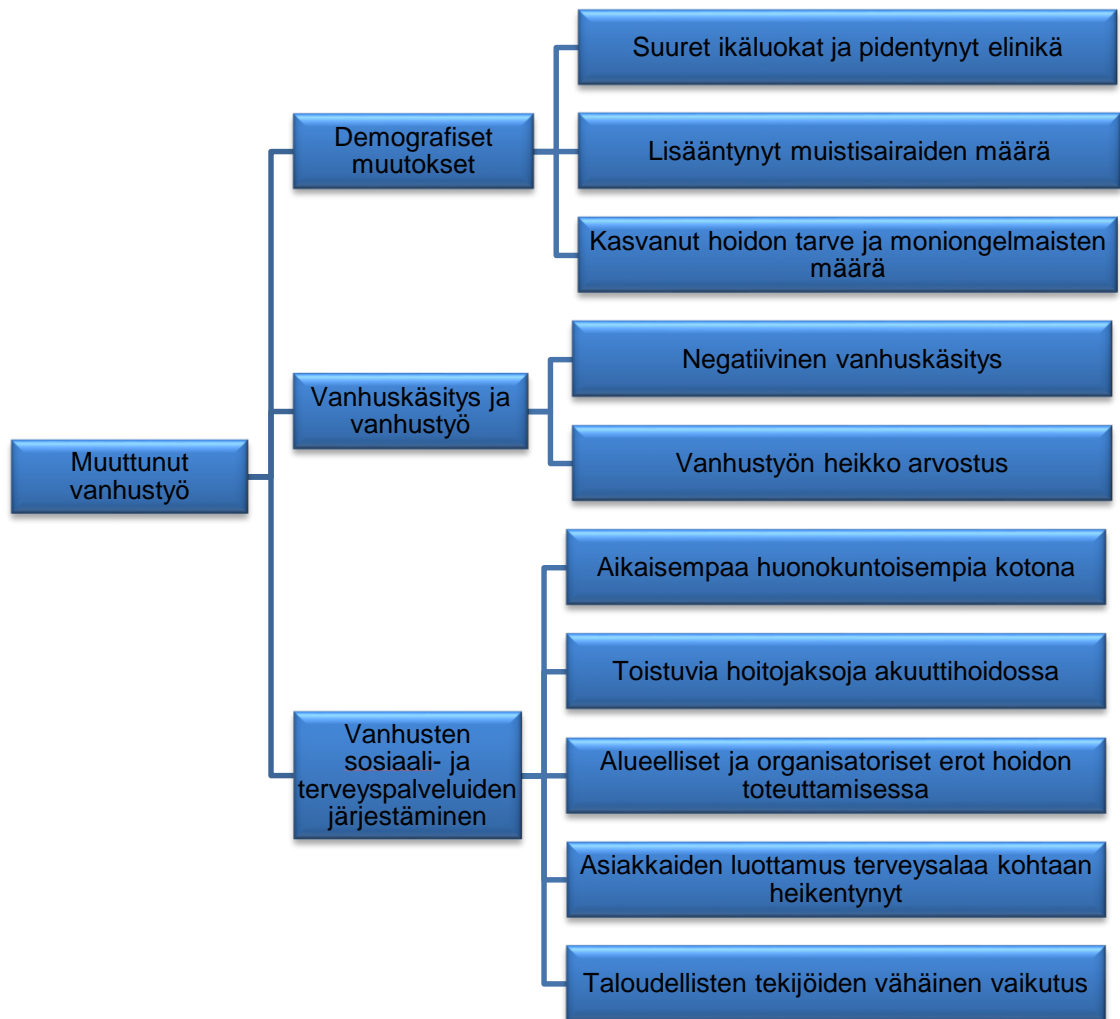 Muuttunut
vanhustyö
Demografiset
muutokset
Suuret ikäluokat ja pidentynyt elinikä
Lisääntynyt muistisairaiden määrä
Kasvanut hoidon tarve ja moniongelmaisten
määrä
Vanhuskäsitys ja
vanhustyö
Negatiivinen vanhuskäsitys
Vanhustyön heikko arvostus
Vanhusten
sosiaali- ja
terveyspalveluiden
järjestäminen
Aikaisempaa huonokuntoisempia kotona
Toistuvia hoitojaksoja akuuttihoidossa
Alueelliset ja organisatoriset erot hoidon
toteuttamisessa
Asiakkaiden luottamus terveysalaa kohtaan
heikentynyt
Taloudellisten tekijöiden vähäinen vaikutus